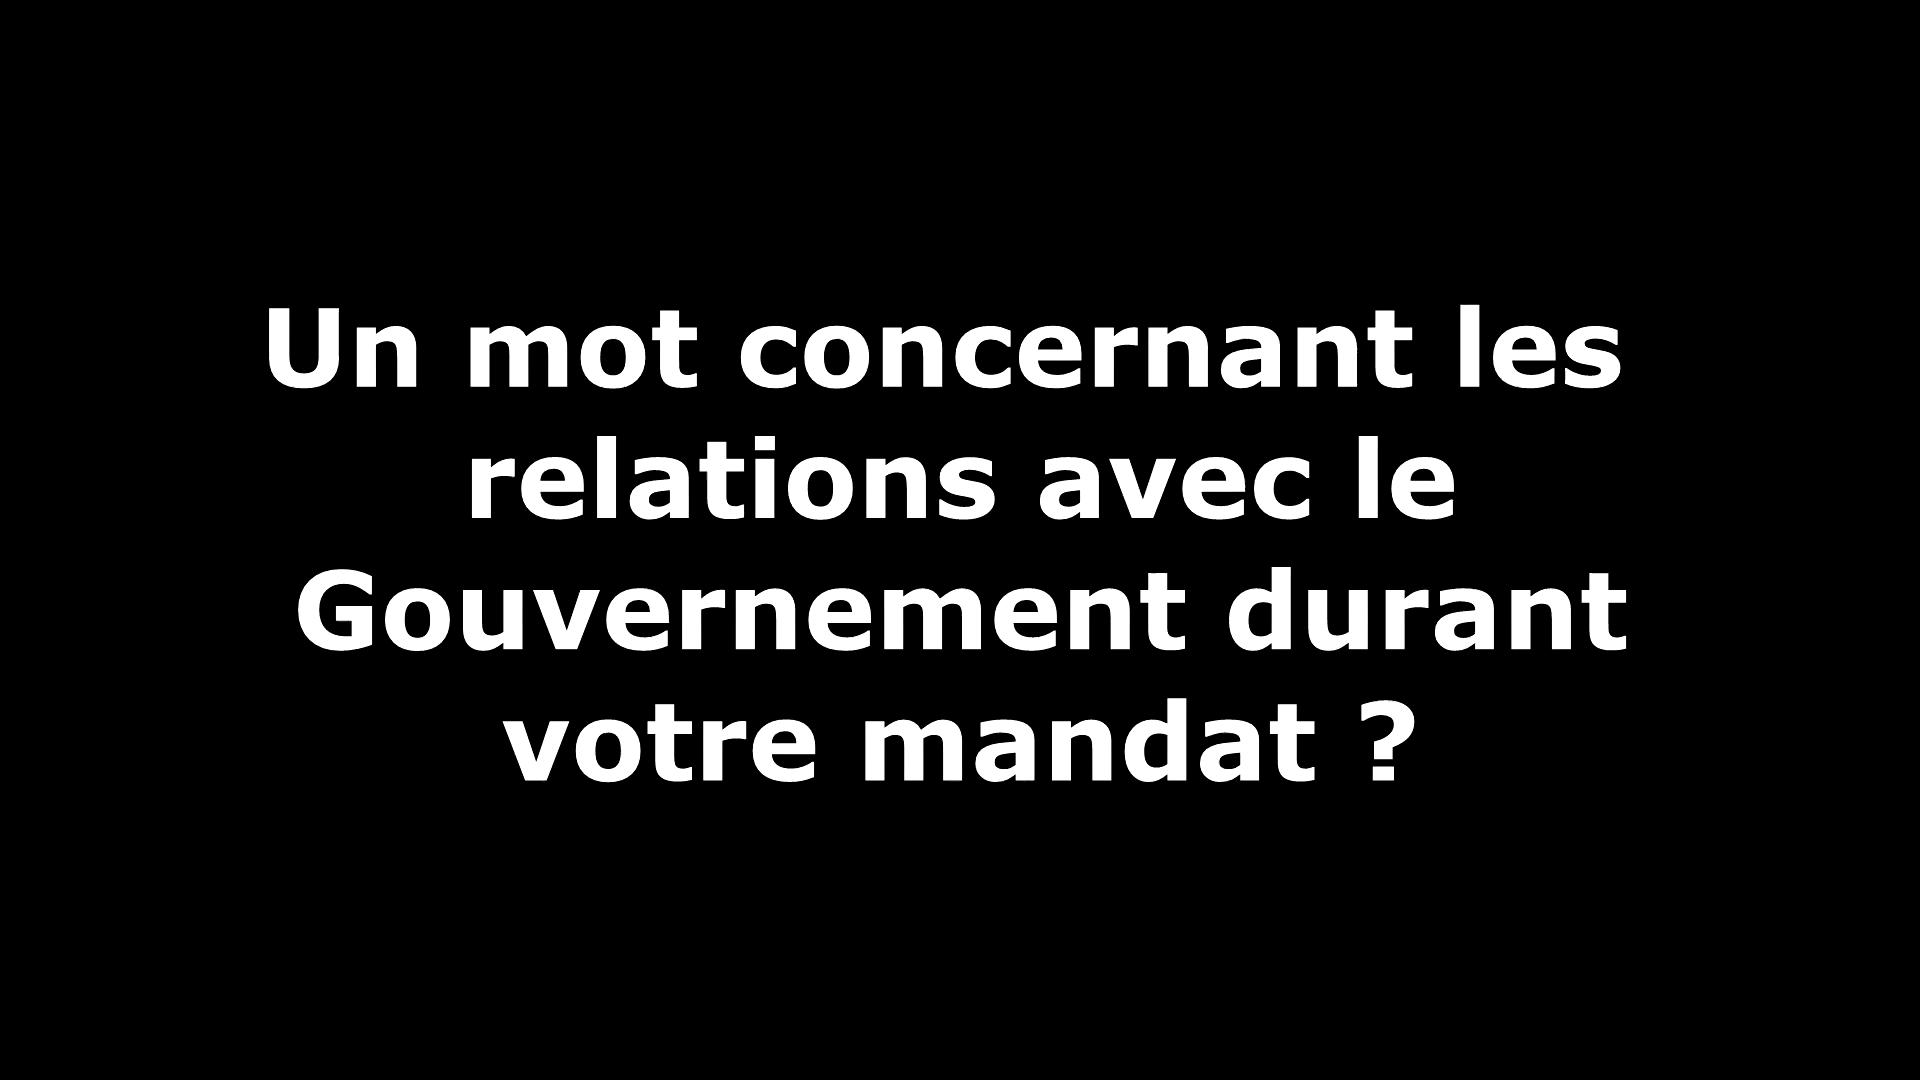 Un mot concernant les
relations avec le
Gouvernement durant
votre mandat ?